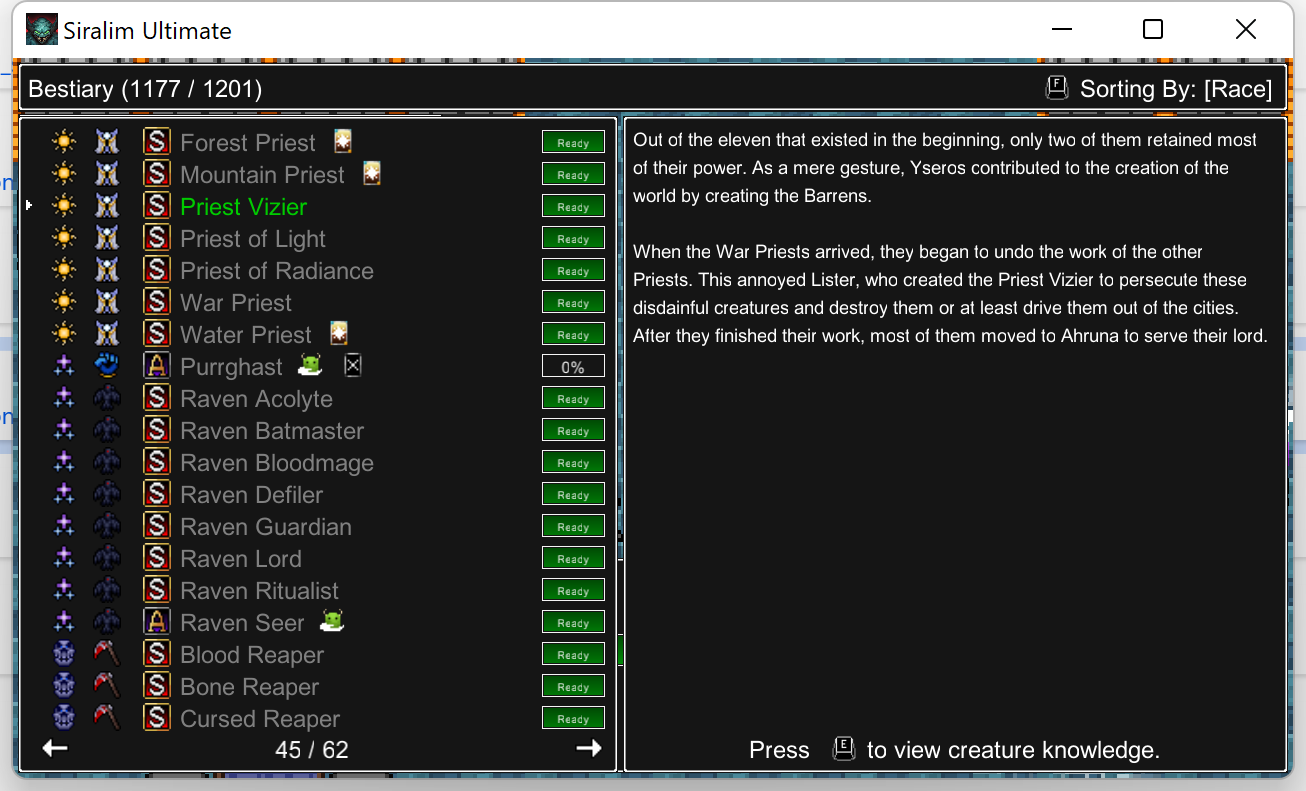 Siralim Ultimate
Bestiary (1177 / 1201)
F Sorting By: [Race]
S Forest Priest Ready
S Mountain Priest Ready
S Priest Vizier Ready
S Priest of Light Ready
S Priest of Radiance Ready
S War Priest Ready
S Water Priest Ready
A Purrghast 0%
S Raven Acolyte Ready
S Raven Batmaster Ready
S Raven Bloodmage Ready
S Raven Defiler Ready
S Raven Guardian Ready
S Raven Lord Ready
S Raven Ritualist Ready
A Raven Seer Ready
S Blood Reaper Ready
S Bone Reaper Ready
S Cursed Reaper Ready
45 / 62
Out of the eleven that existed in the beginning, only two of them retained most
of their power. As a mere gesture, Yseros contributed to the creation of the
world by creating the Barrens.
When the War Priests arrived, they began to undo the work of the other
Priests. This annoyed Lister, who created the Priest Vizier to persecute these
disdainful creatures and destroy them or at least drive them out of the cities.
After they finished their work, most of them moved to Ahruna to serve their lord.
Press E to view creature knowledge.